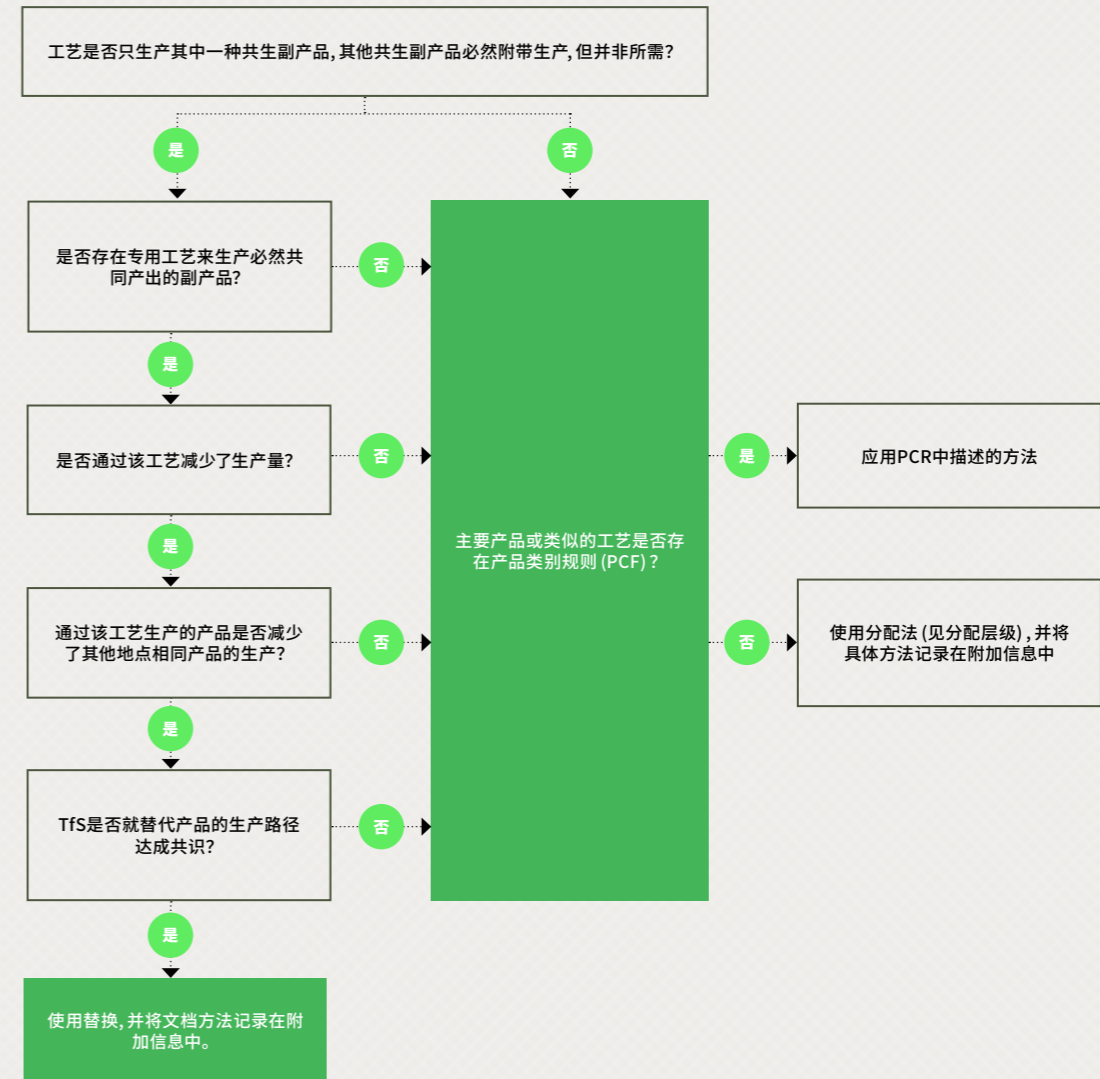 工艺是否只生产其中一种共生副产品, 其他共生副产品必然附带生产, 但并非所需?
是
否
是否存在专用工艺来生产必然共
同产出的副产品?
否
是
是否通过该工艺减少了生产量?
否
是
应用PCR中描述的方法
是
主要产品或类似的工艺是否存
在产品类别规则 (PCF) ?
通过该工艺生产的产品是否减少
了其他地点相同产品的生产?
否
否
使用分配法 (见分配层级) , 并将
具体方法记录在附加信息中
是
TfS是否就替代产品的生产路径
达成共识?
否
是
使用替换, 并将文档方法记录在附
加信息中。